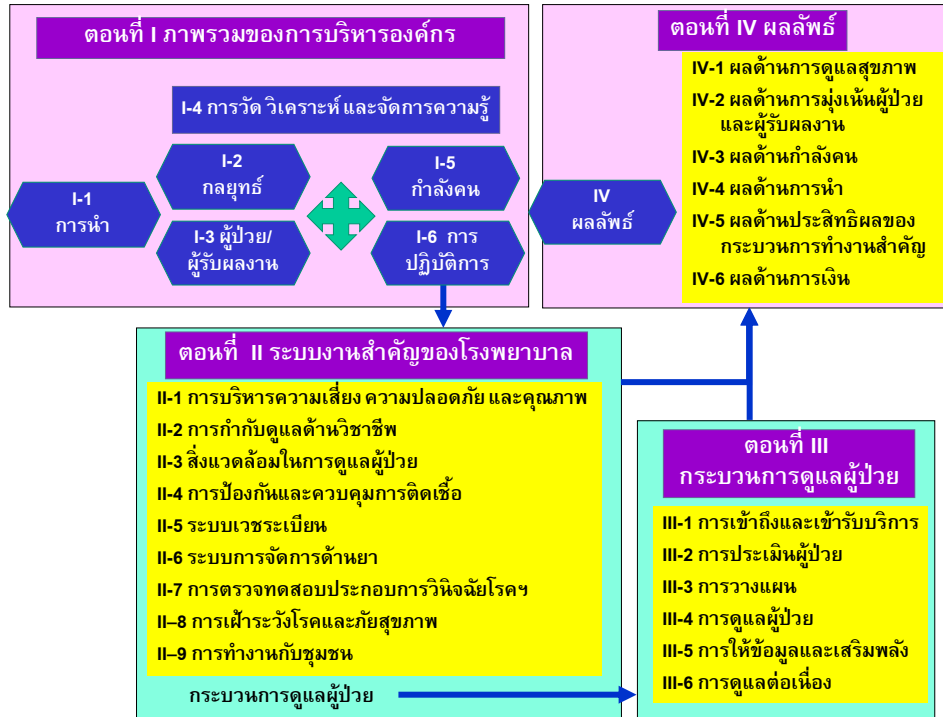 ตอนที่ I ภาพรวมของการบริหารองค์กร
I-4 การวัด วิเคราะห์ และจัดการความรู้
I-1
การนำ
I-2
กลยุทธ์
I-3 ผู้ป่วย/
ผู้รับผลงาน
I-5
กำลังคน
I-6 การ
ปฏิบัติการ
ตอนที่ IV ผลลัพธ์
IV
ผลลัพธ์
IV-1 ผลด้านการดูแลสุขภาพ
IV-2 ผลด้านการมุ่งเห้นผู้ป่วย
และผู้รับผลงาน
IV-3 ผลด้านกำลังคน
IV-4 ผลด้านการนำ
IV-5 ผลด้านประสิทธิผลของ
กระบวนการทำงานสำคัญ
IV-6 ผลด้านการเงิน
ตอนที่ II ระบบงานสำคัญของโรงพยาบาล
II-1 การบริหารความเสี่ยง ความปลอดภัย และคุณภาพ
II-2 การกำกับดูแลด้านวิชาชีพ
II-3 สิ่งแวดล้อมในการดูแลผู้ป่วย
II-4 การป้องกันและควบคุมการติดเชื้อ
II-5 ระบบเวชระเบียน
II-6 ระบบการจัดการด้านยา
II-7 การตรวจทดสอบประกอบการวินิจฉัยโรคฯ
II–8 การเฝ้าระวังโรคและภัยสุขภาพ
II–9 การทำงานกับชุมชน
กระบวนการดูแลผู้ป่วย
ตอนที่ III
กระบวนการดูแลผู้ป่วย
III-1 การเข้าถึงและเข้ารับบริการ
III-2 การประเมินผู้ป่วย
III-3 การวางแผน
III-4 การดูแลผู้ป่วย
III-5 การให้ข้อมูลและเสริมพลัง
III-6 การดูแลต่อเนื่อง